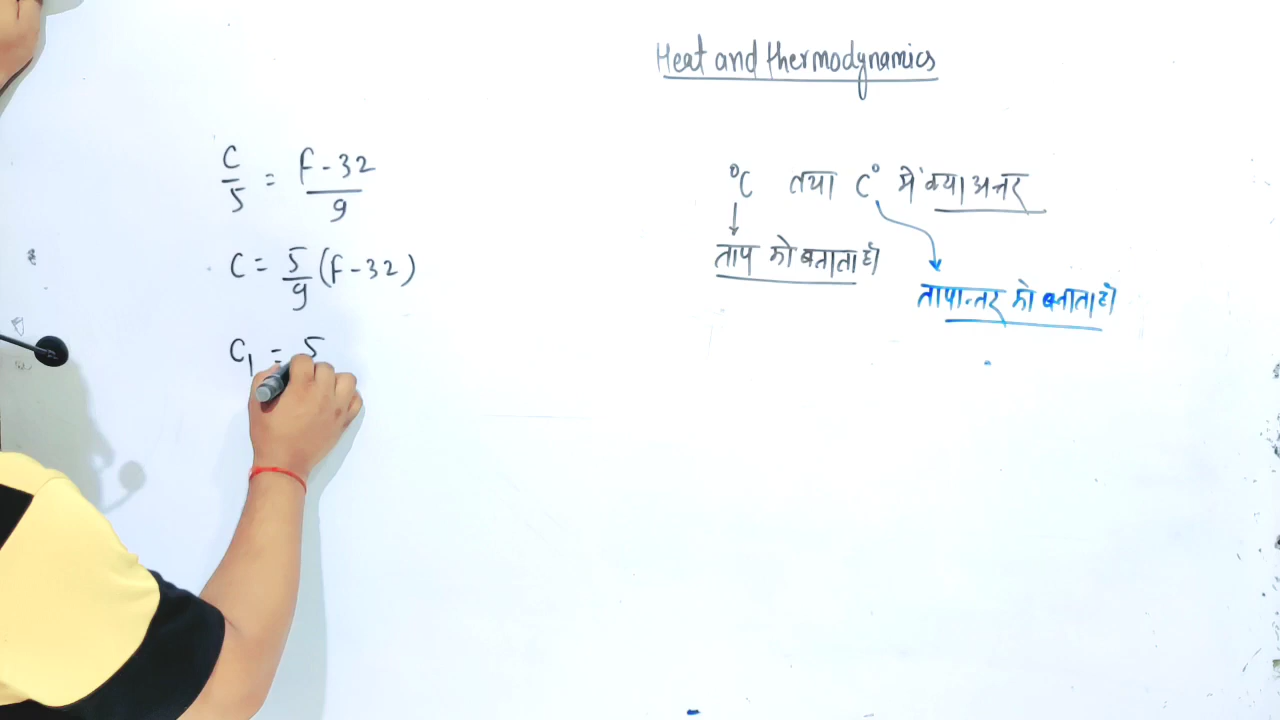 Heat and thermodynamics
C/5 = F-32/9
C = 5/9 (F-32)
C₁ = 5
°C तथा C° में क्या अन्तर
ताप को बताता है।
तापान्तर को बताता है।